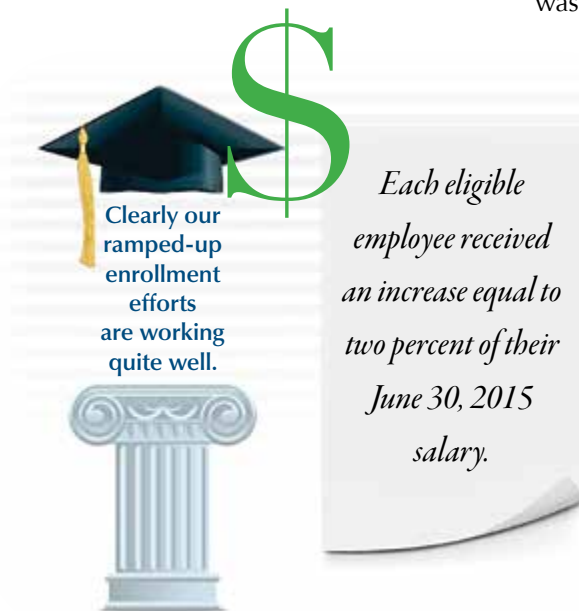 was
$
Clearly our
ramped-up
enrollment
efforts
are working
quite well.
Each eligible
employee received
an increase equal to
two percent of their
June 30, 2015
salary.